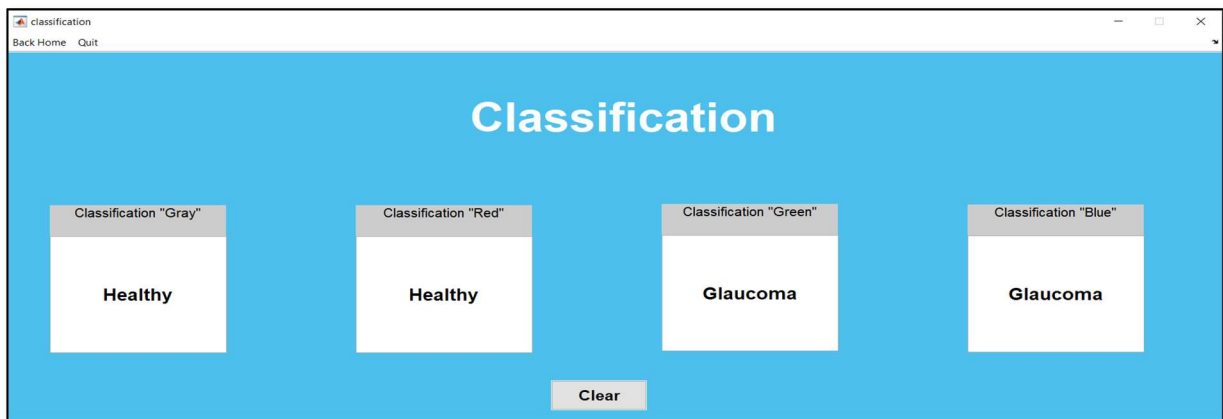 classification
Back Home Quit
Classification
Classification "Gray"
Healthy
Classification "Red"
Healthy
Classification "Green"
Glaucoma
Classification "Blue"
Glaucoma
Clear